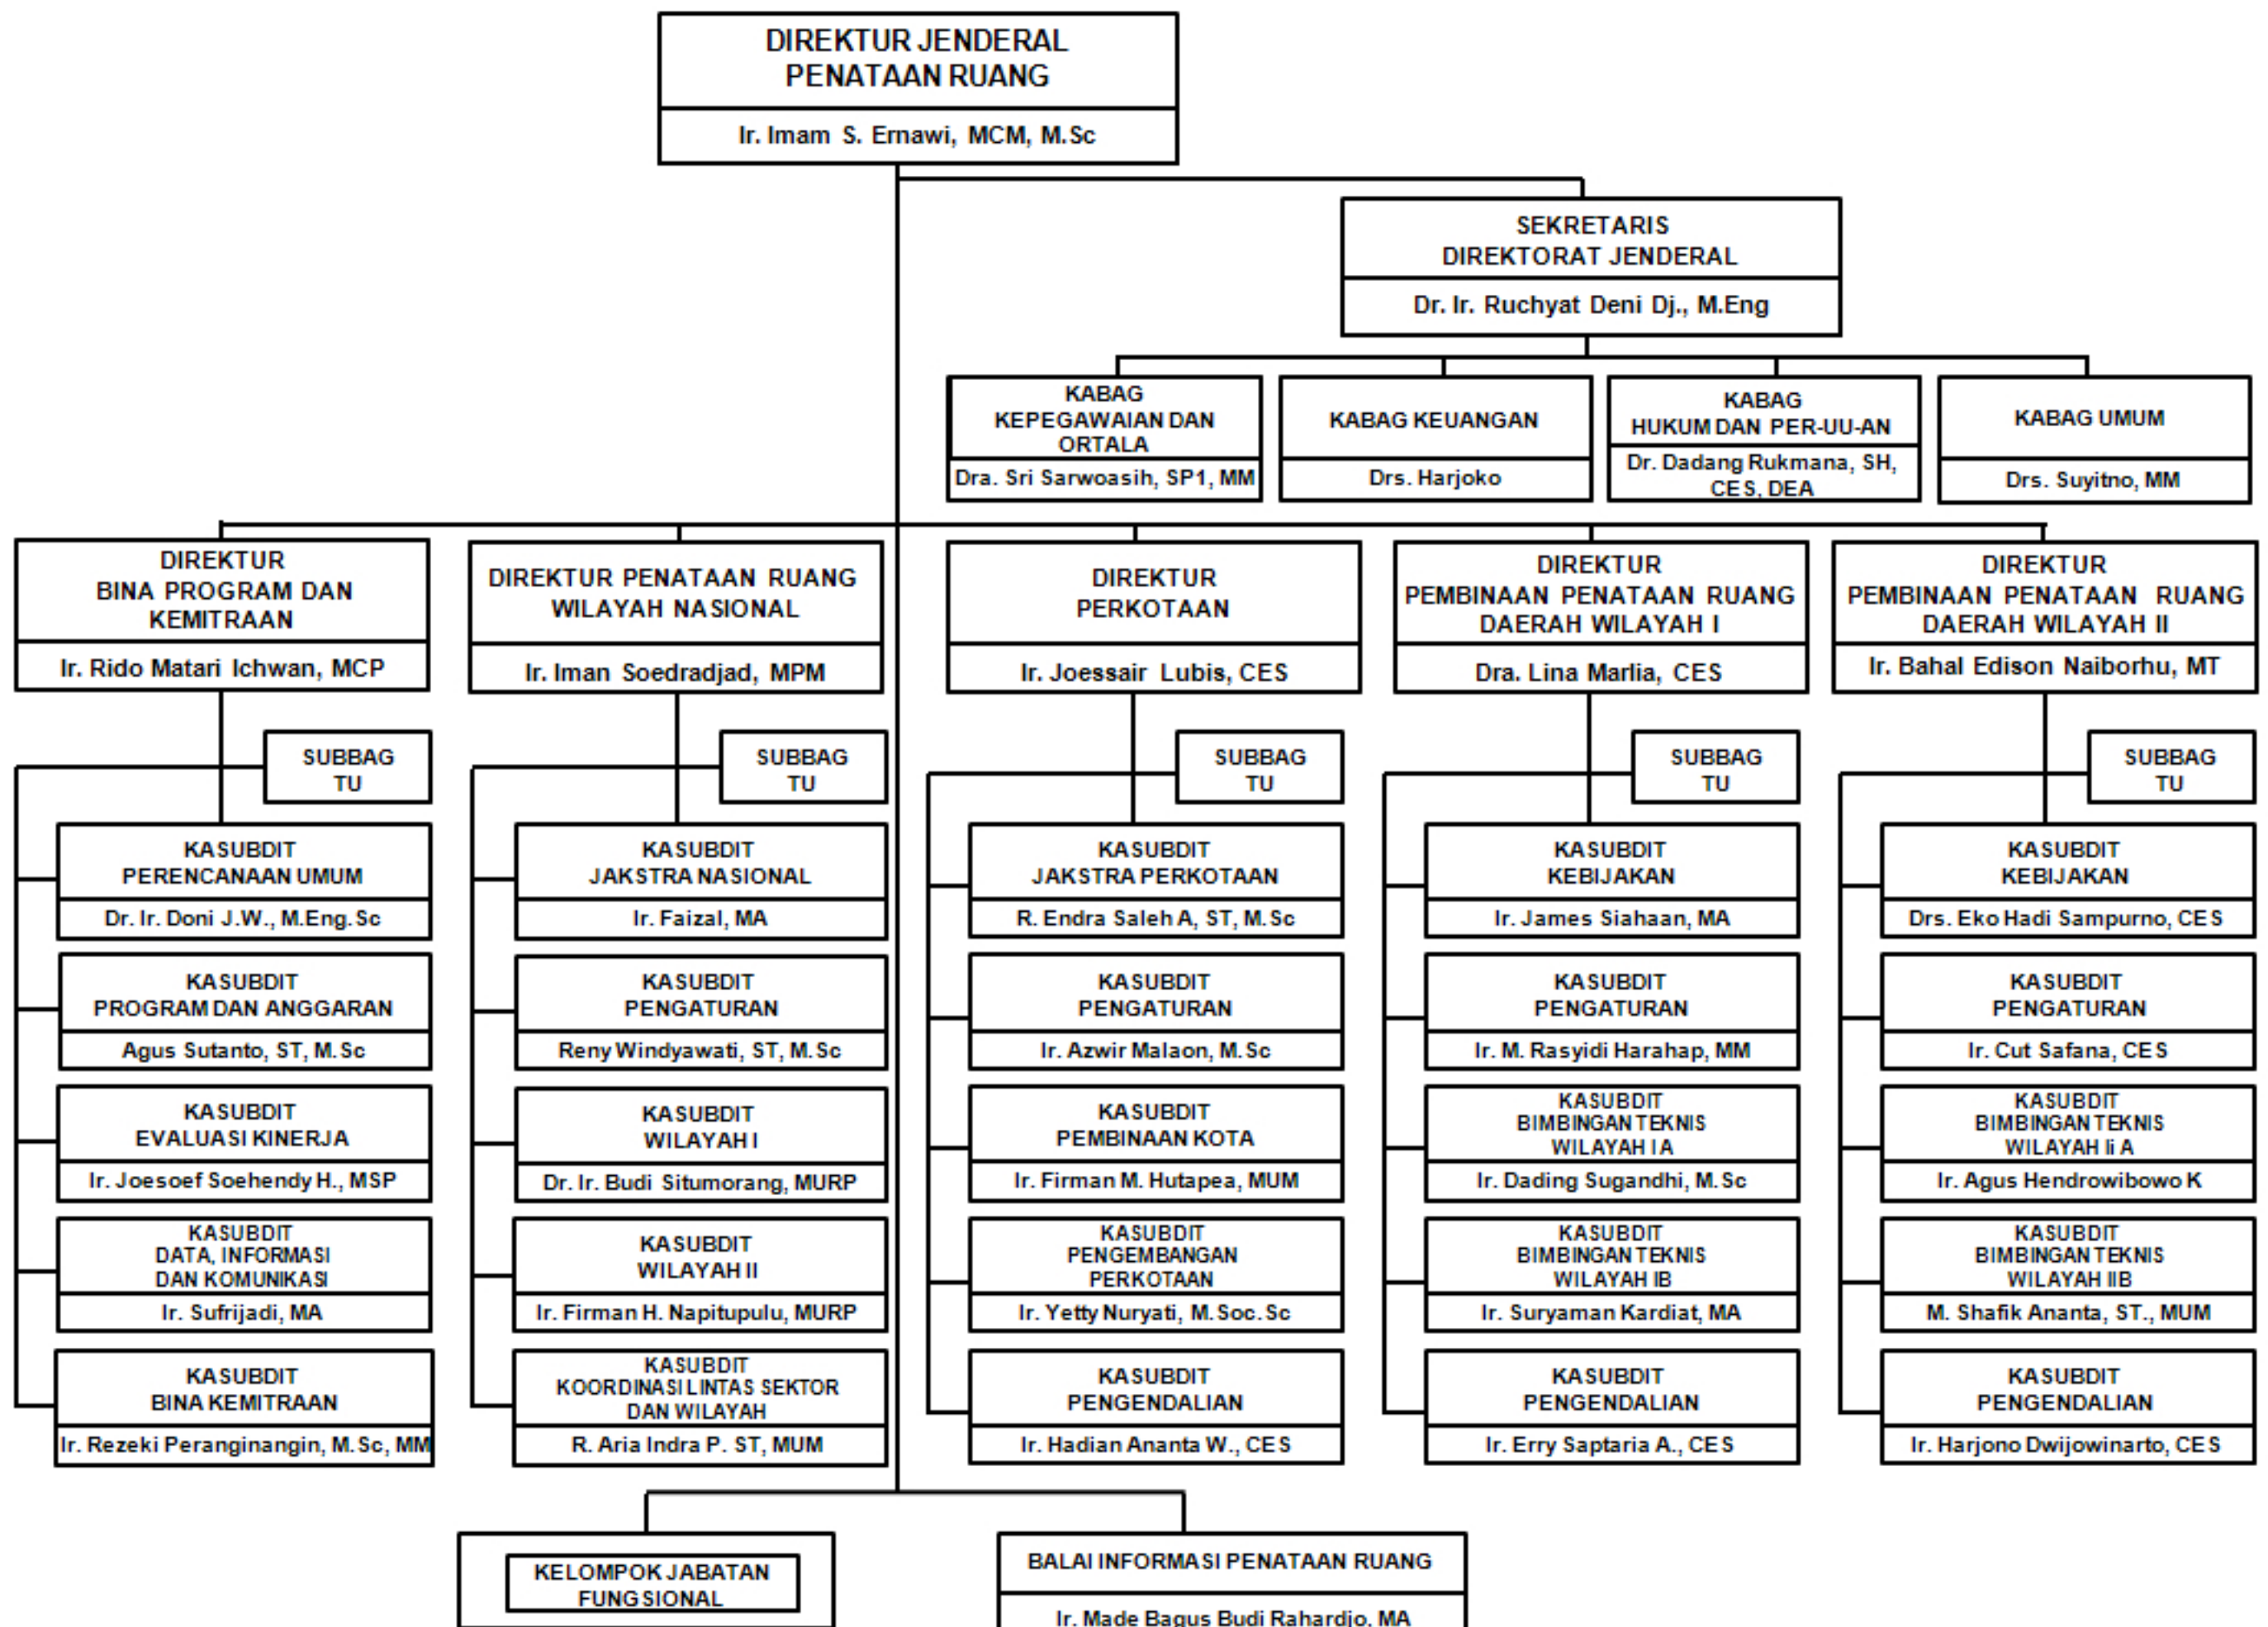 DIREKTUR JENDERAL
PENATAAN RUANG
Ir. Imam S. Ernawi, MCM, M.Sc
SEKRETARIS
DIREKTORAT JENDERAL
Dr. Ir. Ruchyat Deni Dj., M.Eng
KABAG
KEPEGAWAIAN DAN
ORTALA
Dra. Sri Sarwoasih, SP1, MM
KABAG KEUANGAN
Drs. Harjoko
KABAG
HUKUM DAN PER-UU-AN
Dr. Dadang Rukmana, SH,
CES, DEA
KABAG UMUM
Drs. Suyitno, MM
DIREKTUR
BINA PROGRAM DAN
KEMITRAAN
Ir. Rido Matari Ichwan, MCP
DIREKTUR PENATAAN RUANG
WILAYAH NASIONAL
Ir. Iman Soedradjad, MPM
DIREKTUR
PERKOTAAN
Ir. Joessair Lubis, CES
DIREKTUR
PEMBINAAN PENATAAN RUANG
DAERAH WILAYAH I
Dra. Lina Marlia, CES
DIREKTUR
PEMBINAAN PENATAAN RUANG
DAERAH WILAYAH II
Ir. Bahal Edison Naiborhu, MT
SUBBAG
TU
KASUBDIT
PERENCANAAN UMUM
Dr. Ir. Doni J.W., M.Eng.Sc
KASUBDIT
PROGRAM DAN ANGGARAN
Agus Sutanto, ST, M.Sc
KASUBDIT
EVALUASI KINERJA
Ir. Joesoef Soehendy H., MSP
KASUBDIT
DATA, INFORMASI
DAN KOMUNIKASI
Ir. Sufrijadi, MA
KASUBDIT
BINA KEMITRAAN
Ir. Rezeki Peranginangin, M.Sc, MM
SUBBAG
TU
KASUBDIT
JAKSTRA NASIONAL
Ir. Faizal, MA
KASUBDIT
PENGATURAN
Reny Windyawati, ST, M.Sc
KASUBDIT
WILAYAH I
Dr. Ir. Budi Situmorang, MURP
KASUBDIT
WILAYAH II
Ir. Firman H. Napitupulu, MURP
KASUBDIT
KOORDINASI LINTAS SEKTOR
DAN WILAYAH
R. Aria Indra P. ST, MUM
SUBBAG
TU
KASUBDIT
JAKSTRA PERKOTAAN
R. Endra Saleh A, ST, M.Sc
KASUBDIT
PENGATURAN
Ir. Azwir Malaon, M.Sc
KASUBDIT
PEMBINAAN KOTA
Ir. Firman M. Hutapea, MUM
KASUBDIT
PENGEMBANGAN
PERKOTAAN
Ir. Yetty Nuryati, M.Soc.Sc
KASUBDIT
PENGENDALIAN
Ir. Hadian Ananta W., CES
SUBBAG
TU
KASUBDIT
KEBIJAKAN
Ir. James Siahaan, MA
KASUBDIT
PENGATURAN
Ir. M. Rasyidi Harahap, MM
KASUBDIT
BIMBINGAN TEKNIS
WILAYAH I A
Ir. Dading Sugandhi, M.Sc
KASUBDIT
BIMBINGAN TEKNIS
WILAYAH IB
Ir. Suryaman Kardiat, MA
KASUBDIT
PENGENDALIAN
Ir. Erry Saptaria A., CES
SUBBAG
TU
KASUBDIT
KEBIJAKAN
Drs. Eko Hadi Sampurno, CES
KASUBDIT
PENGATURAN
Ir. Cut Safana, CES
KASUBDIT
BIMBINGAN TEKNIS
WILAYAH Ii A
Ir. Agus Hendrowibowo K
KASUBDIT
BIMBINGAN TEKNIS
WILAYAH IIB
M. Shafik Ananta, ST., MUM
KASUBDIT
PENGENDALIAN
Ir. Harjono Dwijowinarto, CES
KELOMPOK JABATAN
FUNGSIONAL
BALAI INFORMASI PENATAAN RUANG
Ir. Made Bagus Budi Rahardjo, MA